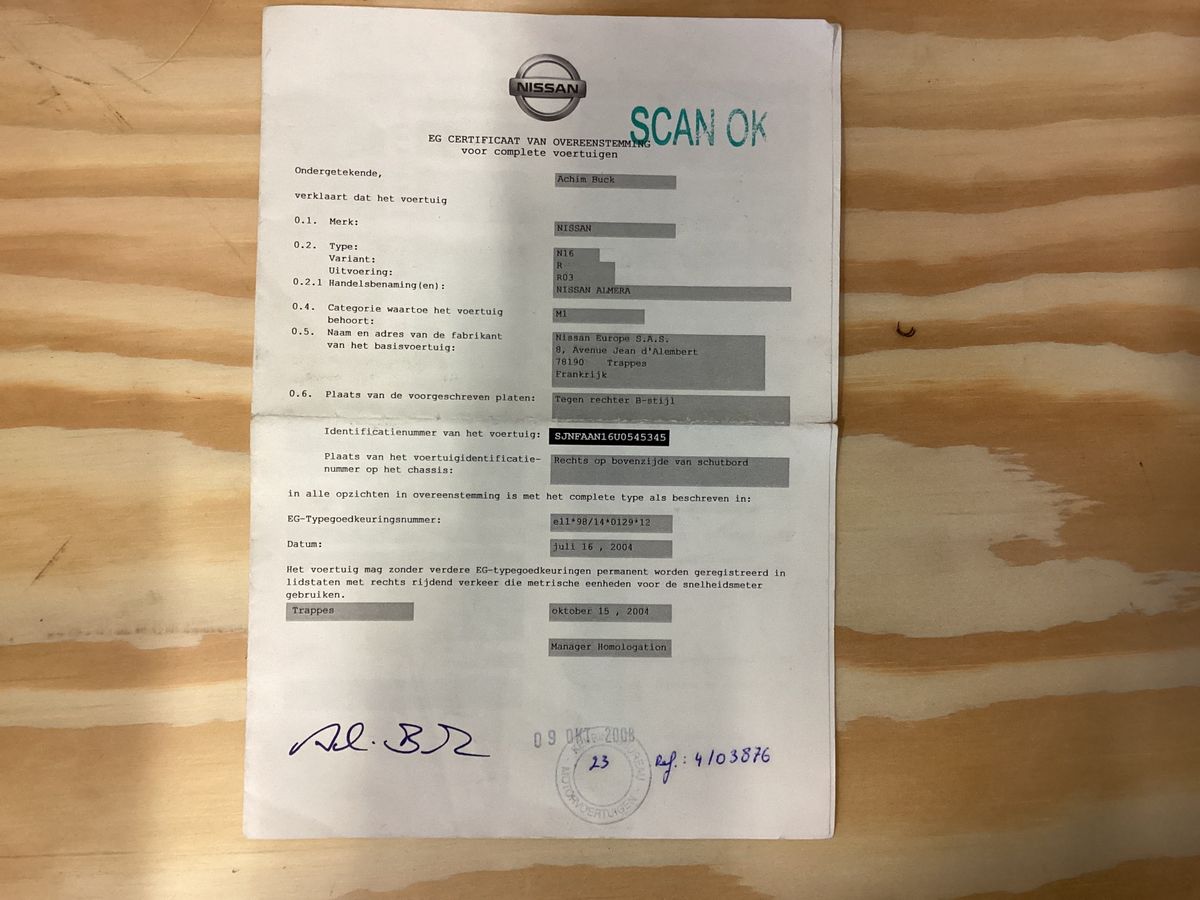 NISSAN
SCAN OK
EG CERTIFICAAT VAN OVEREENSTEMMING
voor complete voertuigen
Ondergetekende, Achim Buck
verklaart dat het voertuig
0.1. Merk: NISSAN
0.2. Type: N16
Variant: R
Uitvoering: R03
0.2.1 Handelsbenaming(en): NISSAN ALMERA
0.4. Categorie waartoe het voertuig behoort: M1
0.5. Naam en adres van de fabrikant Nissan Europe S.A.S.
van het basisvoertuig: 8, Avenue Jean d'Alembert
78190 Trappes
Frankrijk
0.6. Plaats van de voorgeschreven platen: Tegen rechter B-stijl
Identificatienummer van het voertuig: SJNFAAN16U0545345
Plaats van het voertuigidentificatie- Rechts op bovenzijde van schutbord
nummer op het chassis:
in alle opzichten in overeenstemming is met het complete type als beschreven in:
EG-Typegoedkeuringsnummer: e11*98/14*0129*12
Datum: juli 16 , 2004
Het voertuig mag zonder verdere EG-typegoedkeuringen permanent worden geregistreerd in
lidstaten met rechts rijdend verkeer die metrische eenheden voor de snelheidsmeter
gebruiken.
Trappes oktober 15 , 2004
Manager Homologation
09 OKT. 2008
23
MOTORVOERTUIGEN
Ref.: 4/03876